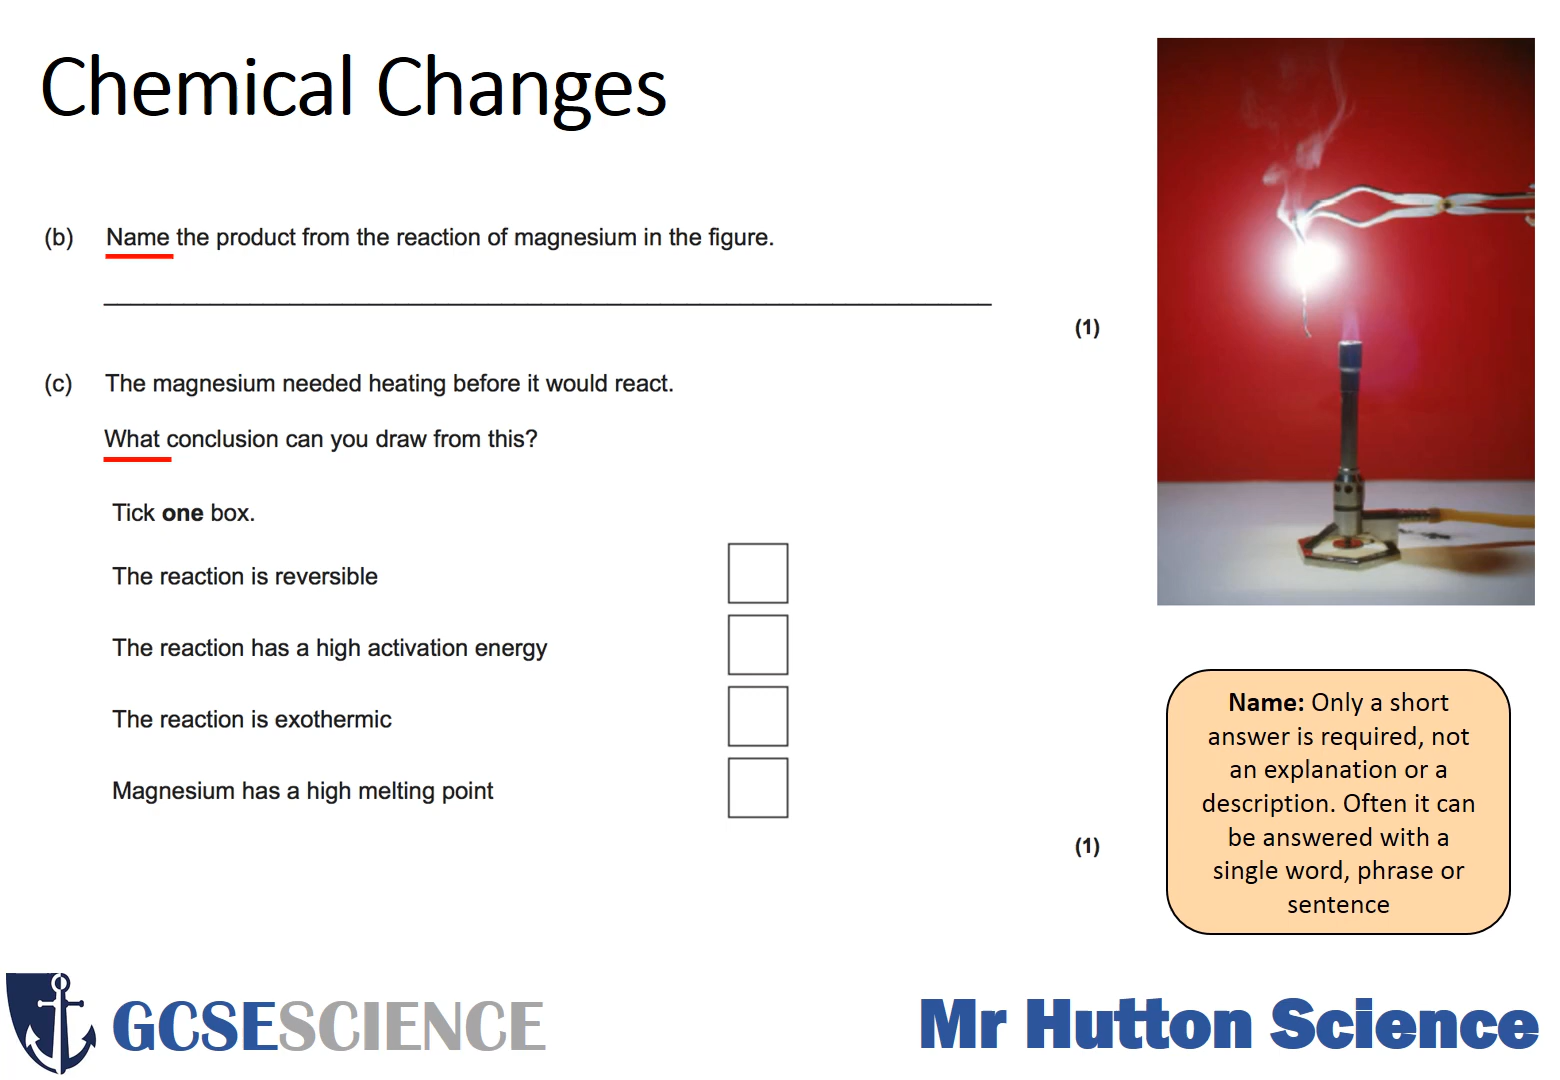 Chemical Changes
(b) Name the product from the reaction of magnesium in the figure.
(1)
(c) The magnesium needed heating before it would react.
What conclusion can you draw from this?
Tick one box.
The reaction is reversible
The reaction has a high activation energy
The reaction is exothermic
Magnesium has a high melting point
(1)
Name: Only a short
answer is required, not
an explanation or a
description. Often it can
be answered with a
single word, phrase or
sentence
GCSESCIENCE
Mr Hutton Science